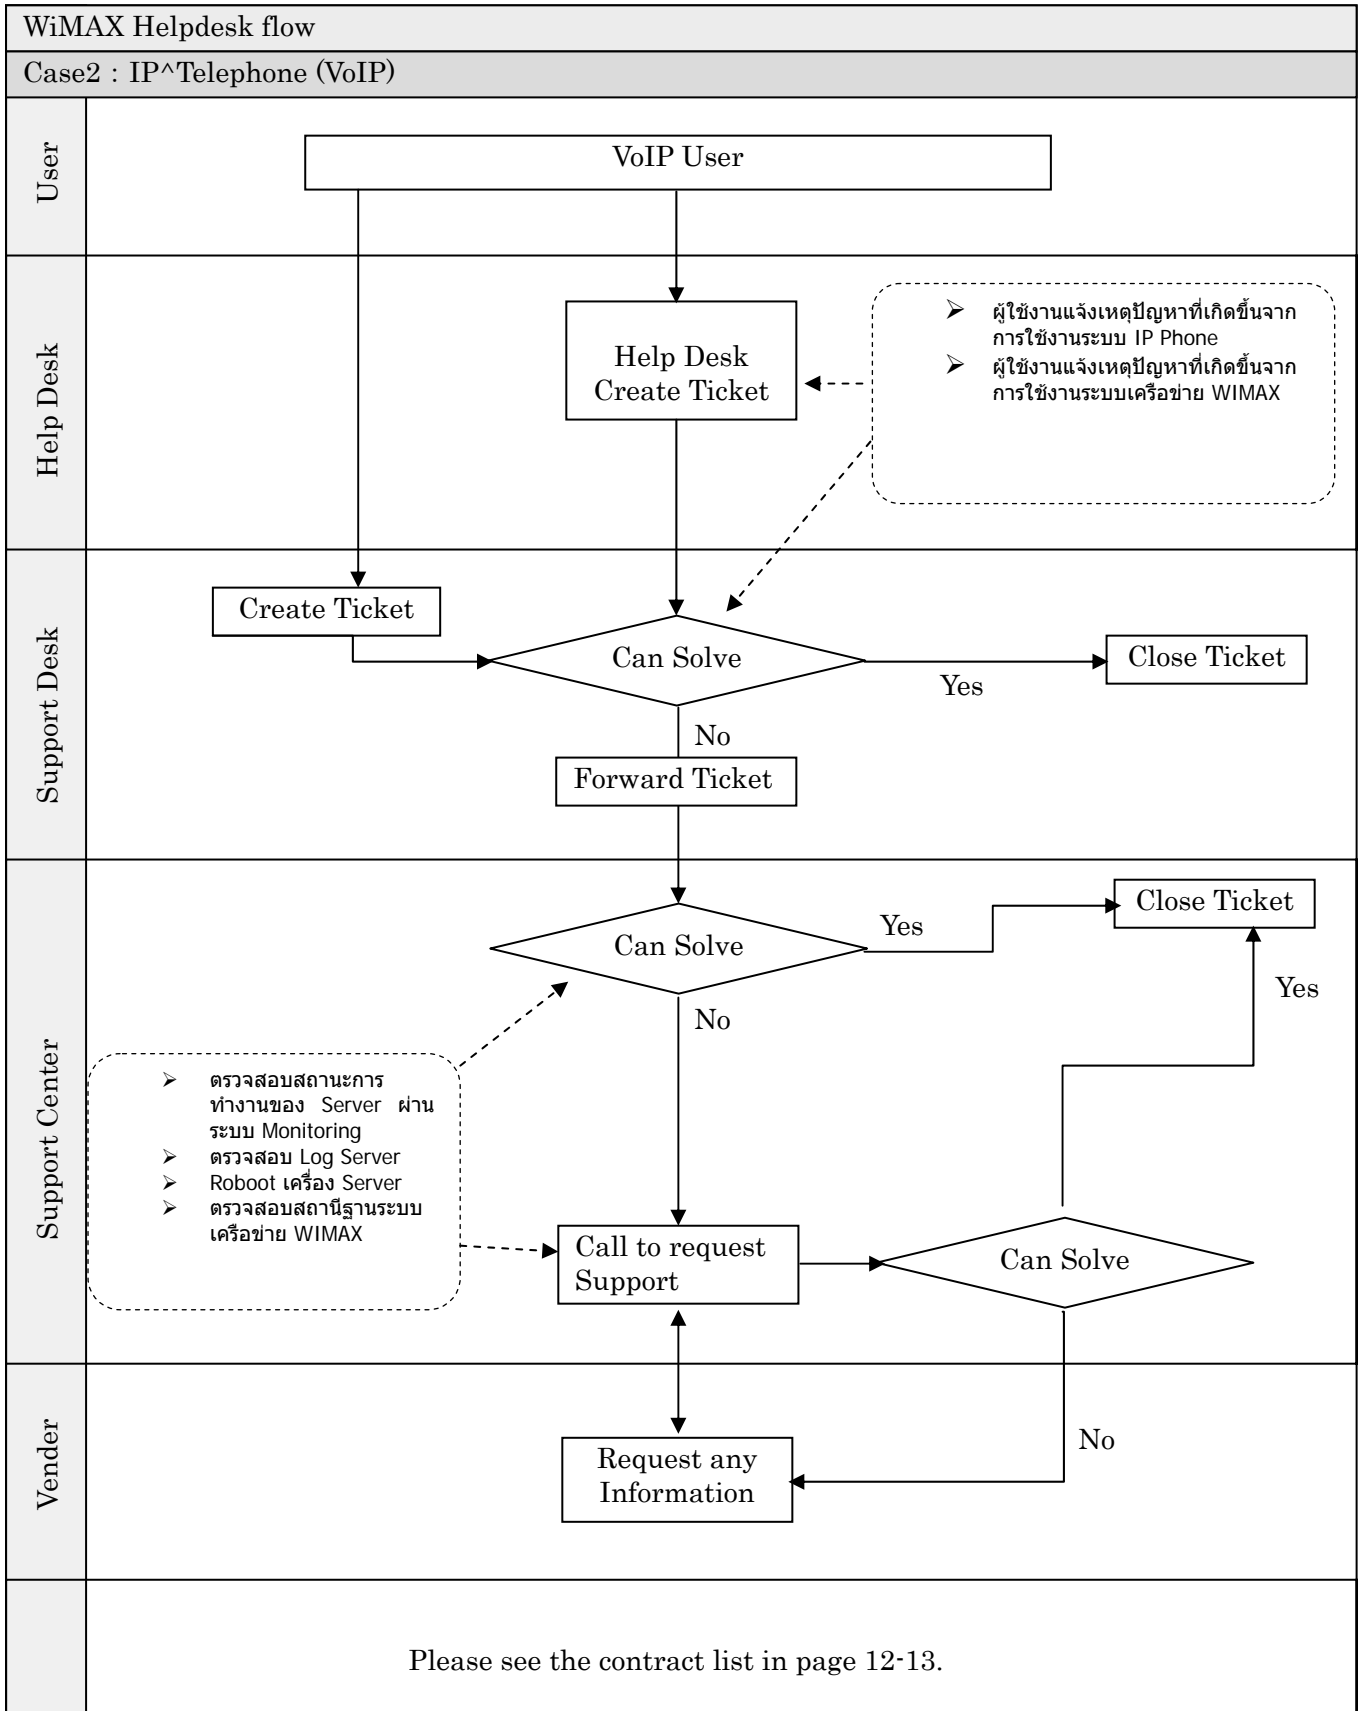 WiMAX Helpdesk flow
Case2 : IP^Telephone (VoIP)
User
VoIP User
Help Desk
Help Desk
Create Ticket
➢ ผู้ใช้งานแจ้งเหตุปัญหาที่เกิดขึ้นจาก
การใช้งานระบบ IP Phone
➢ ผู้ใช้งานแจ้งเหตุปัญหาที่เกิดขึ้นจาก
การใช้งานระบบเครือข่าย WIMAX
Support Desk
Create Ticket
Can Solve
Yes
Close Ticket
No
Forward Ticket
Support Center
Can Solve
Yes
Close Ticket
No
Yes
➢ ตรวจสอบสถานะการ
ทำงานของ Server ผ่าน
ระบบ Monitoring
➢ ตรวจสอบ Log Server
➢ Roboot เครื่อง Server
➢ ตรวจสอบสถานีฐานระบบ
เครือข่าย WIMAX
Call to request
Support
Can Solve
Vender
No
Request any
Information
Please see the contract list in page 12-13.